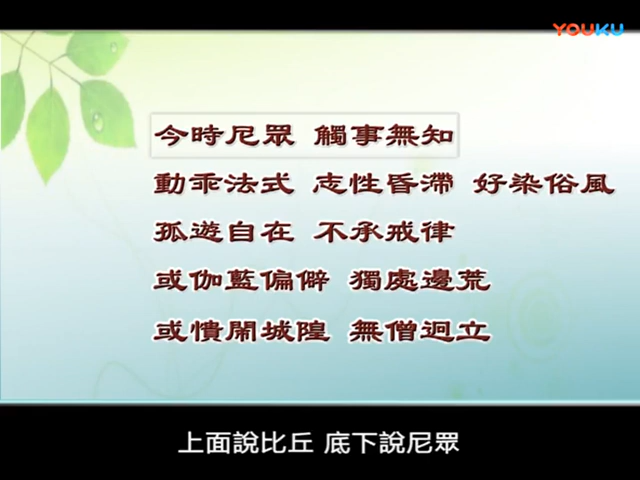 YOUKU
今時尼眾 觸事無知
動乖法式 志性昏滯 好染俗風
孤遊自在 不承戒律
或伽藍偏僻 獨處邊荒
或憒閙城隍 無僧迥立
上面說比丘 底下說尼眾